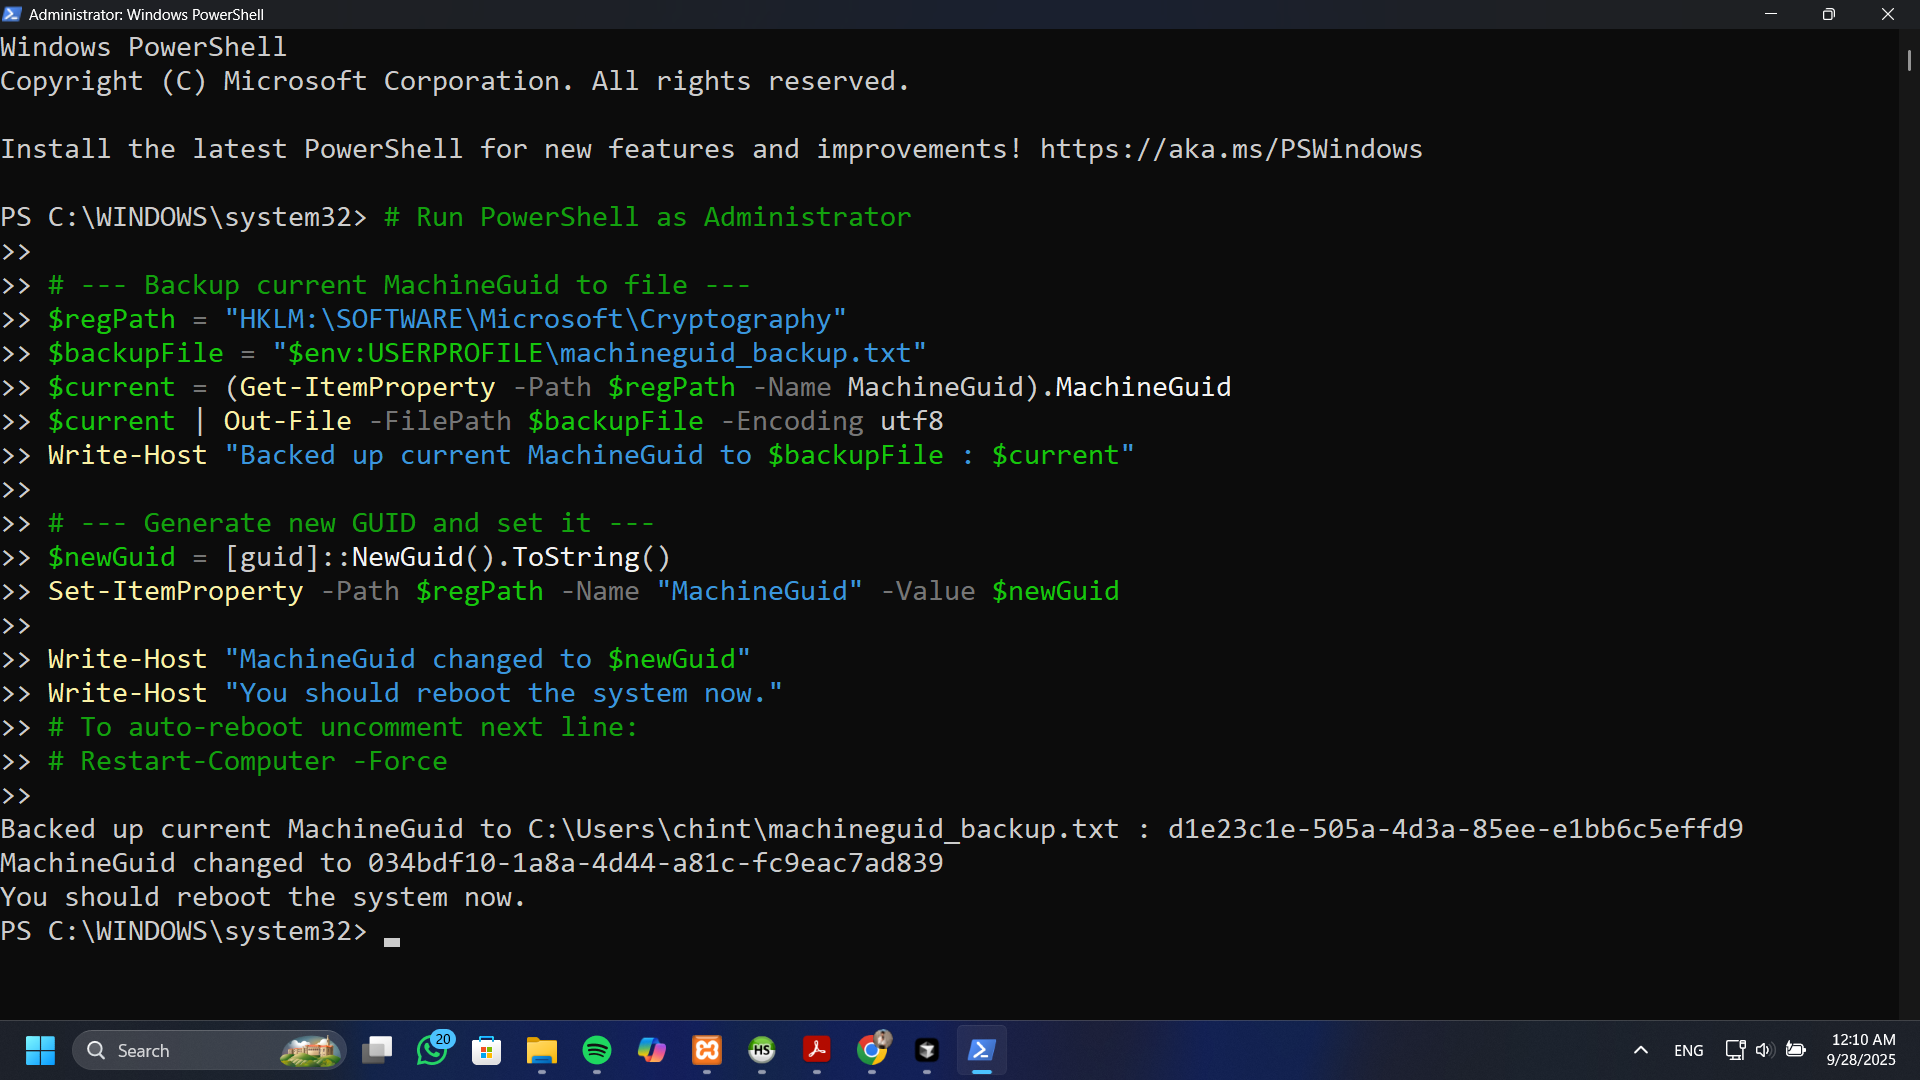 Administrator: Windows PowerShell
Windows PowerShell
Copyright (C) Microsoft Corporation. All rights reserved.
Install the latest PowerShell for new features and improvements! https://aka.ms/PSWindows
PS C:\WINDOWS\system32> # Run PowerShell as Administrator
>>
>> # --- Backup current MachineGuid to file ---
>> $regPath = "HKLM:\SOFTWARE\Microsoft\Cryptography"
>> $backupFile = "$env:USERPROFILE\machineguid_backup.txt"
>> $current = (Get-ItemProperty -Path $regPath -Name MachineGuid).MachineGuid
>> $current | Out-File -FilePath $backupFile -Encoding utf8
>> Write-Host "Backed up current MachineGuid to $backupFile : $current"
>>
>> # --- Generate new GUID and set it ---
>> $newGuid = [guid]::NewGuid().ToString()
>> Set-ItemProperty -Path $regPath -Name "MachineGuid" -Value $newGuid
>>
>> Write-Host "MachineGuid changed to $newGuid"
>> Write-Host "You should reboot the system now."
>> # To auto-reboot uncomment next line:
>> # Restart-Computer -Force
>>
Backed up current MachineGuid to C:\Users\chint\machineguid_backup.txt : d1e23c1e-505a-4d3a-85ee-e1bb6c5effd9
MachineGuid changed to 034bdf10-1a8a-4d44-a81c-fc9eac7ad839
You should reboot the system now.
PS C:\WINDOWS\system32>
Search
20
HS
ENG
12:10 AM
9/28/2025